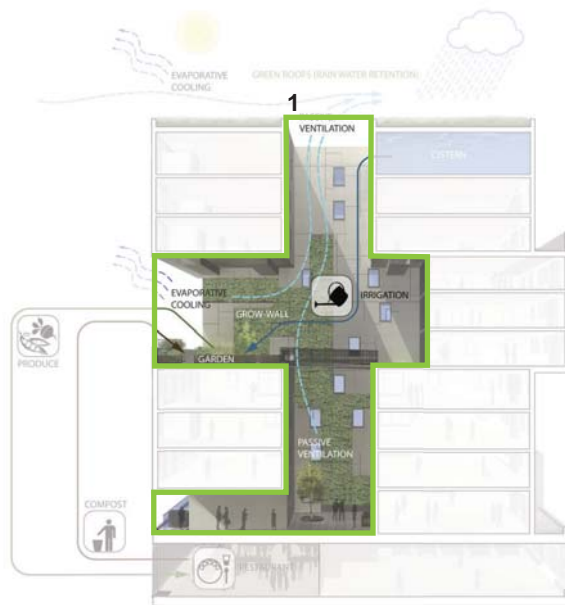 EVAPORATIVE
COOLING
GREEN ROOFS (RAIN WATER RETENTION)
1
VENTILATION
CISTERN
EVAPORATIVE
COOLING
GROW-WALL
IRRIGATION
GARDEN
PRODUCE
PASSIVE
VENTILATION
COMPOST
RESTAURANT